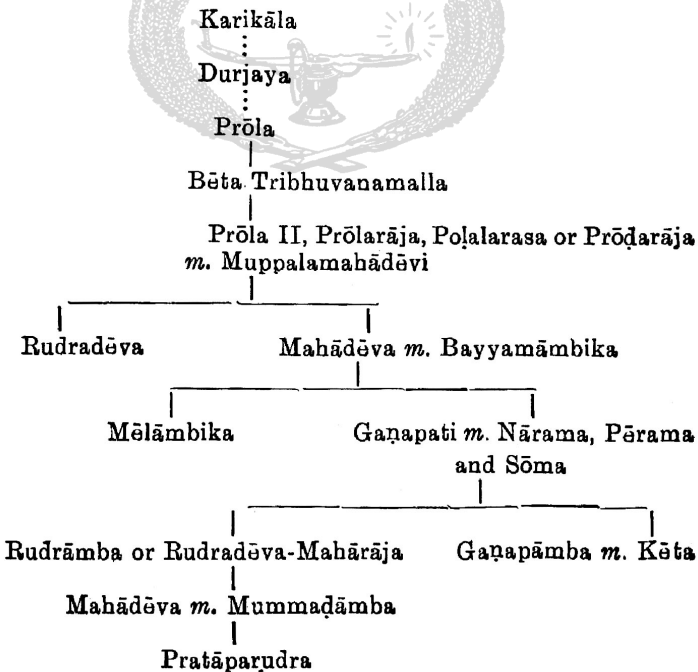 Karikāla
Durjaya
Prōla
Bēta Tribhuvanamalla
Prōla II, Prōlarāja, Poḷalarasa or Prōḍarāja
m. Muppalamahādēvi
Rudradēva Mahādēva m. Bayyamāmbika
Mēlāmbika Gaṇapati m. Nārama, Pērama
and Sōma
Rudrāmba or Rudradēva-Mahārāja Gaṇapāmba m. Kēta
Mahādēva m. Mummaḍāmba
Pratāparudra